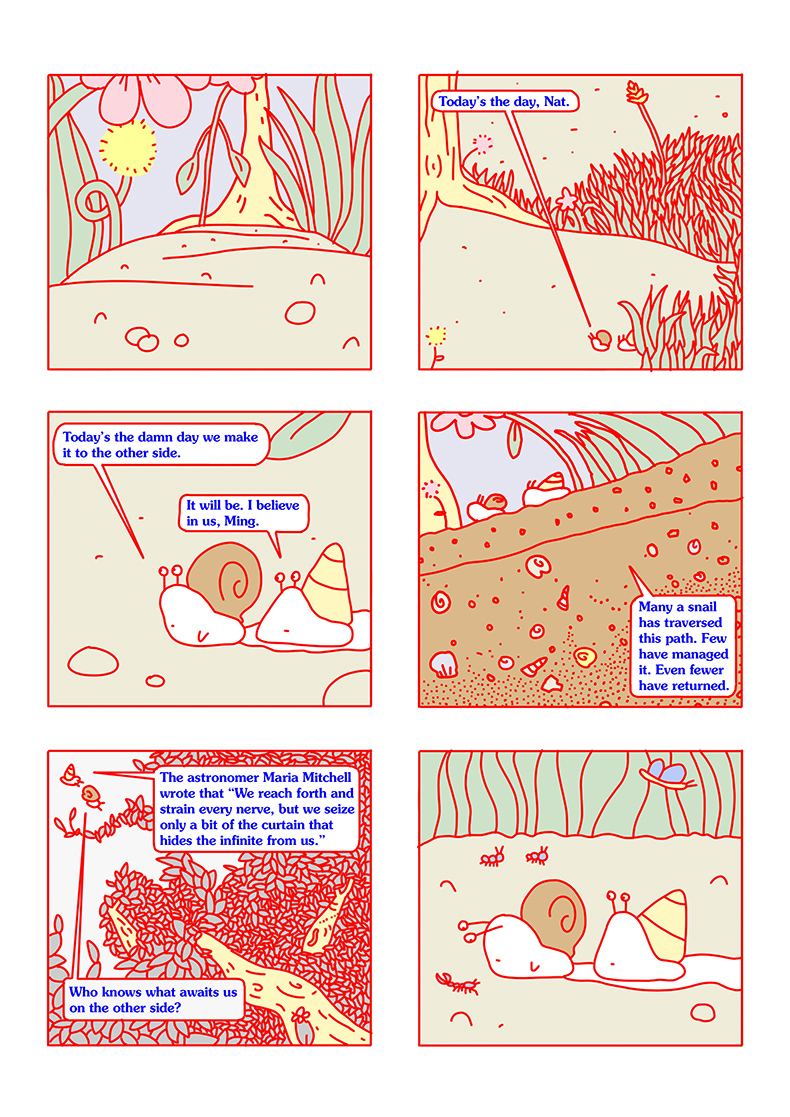 Today's the day, Nat.
Today's the damn day we make
it to the other side.
It will be. I believe
in us, Ming.
Many a snail
has traversed
this path. Few
have managed
it. Even fewer
have returned.
The astronomer Maria Mitchell
wrote that “We reach forth and
strain every nerve, but we seize
only a bit of the curtain that
hides the infinite from us.”
Who knows what awaits us
on the other side?